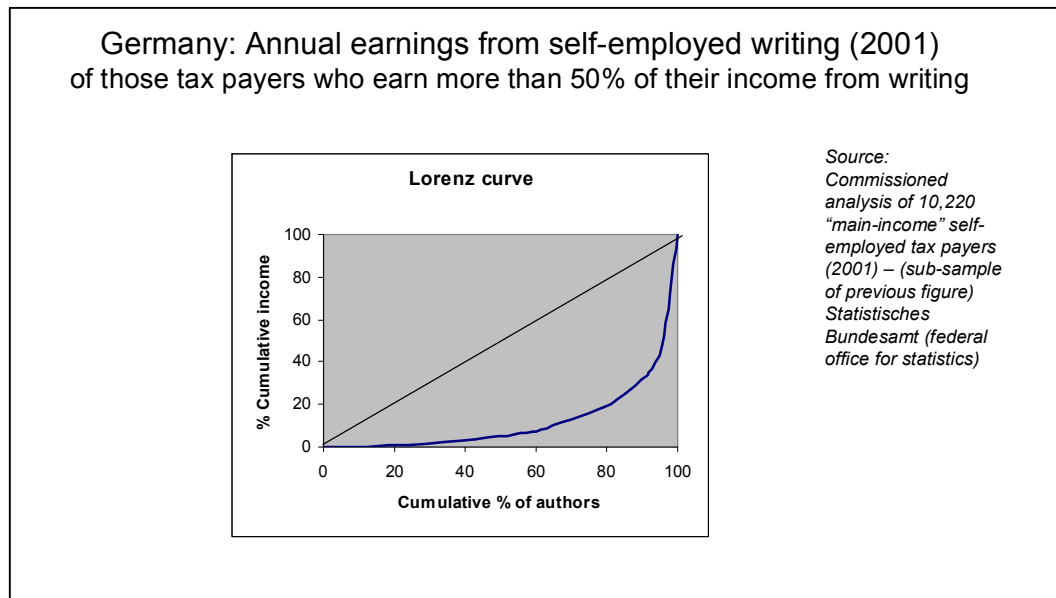 Germany: Annual earnings from self-employed writing (2001)
of those tax payers who earn more than 50% of their income from writing
Lorenz curve
% Cumulative income
100
80
60
40
20
0
0 20 40 60 80 100
Cumulative % of authors
Source:
Commissioned
analysis of 10,220
“main-income” self-
employed tax payers
(2001) – (sub-sample
of previous figure)
Statistisches
Bundesamt (federal
office for statistics)